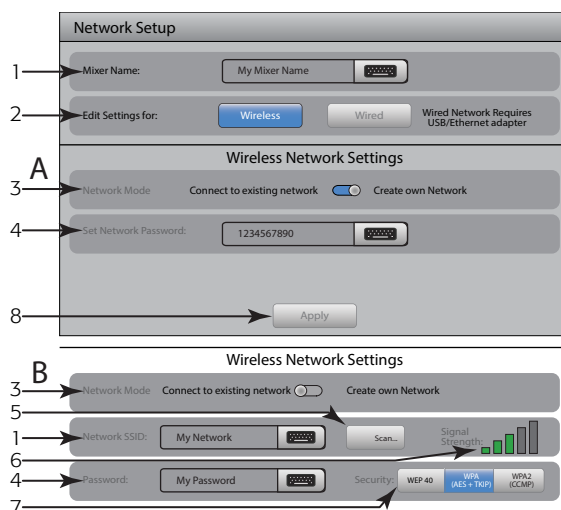 Network Setup
1 Mixer Name: My Mixer Name
2 Edit Settings for: Wireless Wired Wired Network Requires
USB/Ethernet adapter
A Wireless Network Settings
3 Network Mode Connect to existing network Create own Network
4 Set Network Password: 1234567890
8 Apply
B Wireless Network Settings
3 Network Mode Connect to existing network Create own Network
5
1 Network SSID: My Network Scan... Signal
Strength:
6
4 Password: My Password Security: WEP 40 WPA
(AES + TKIP) WPA2
(CCMP)
7